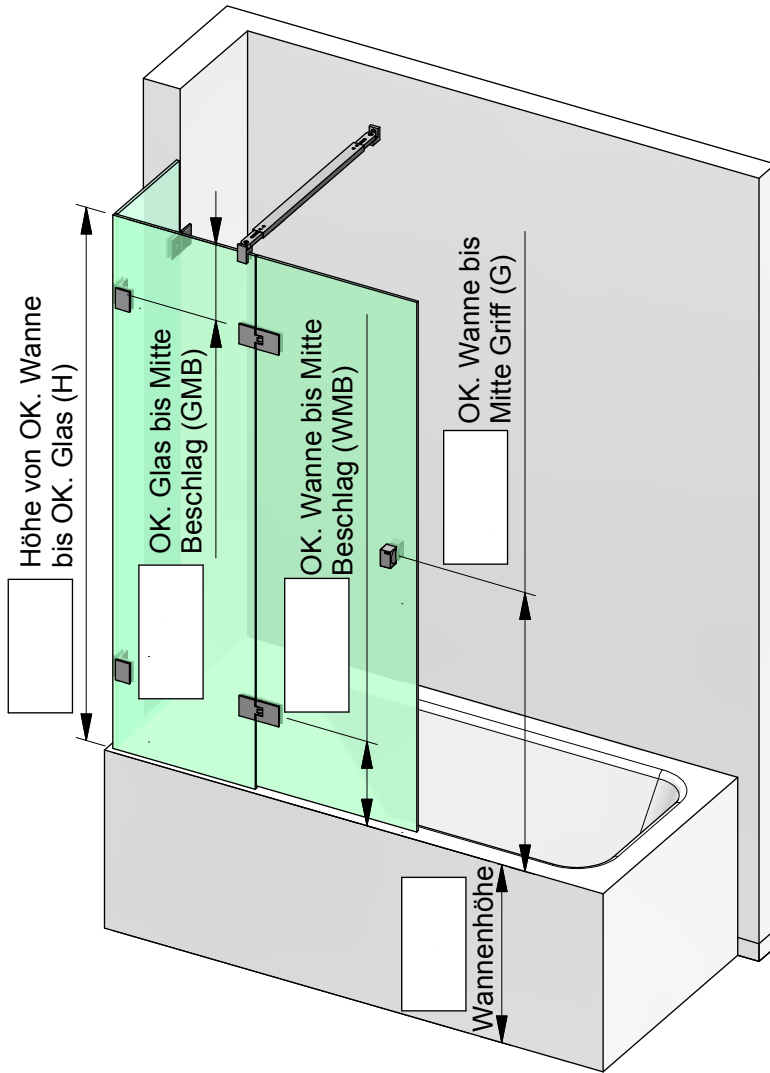 Höhe von OK. Wanne
bis OK. Glas (H)
OK. Glas bis Mitte
Beschlag (GMB)
OK. Wanne bis Mitte
Beschlag (WMB)
OK. Wanne bis
Mitte Griff (G)
Wannenhöhe